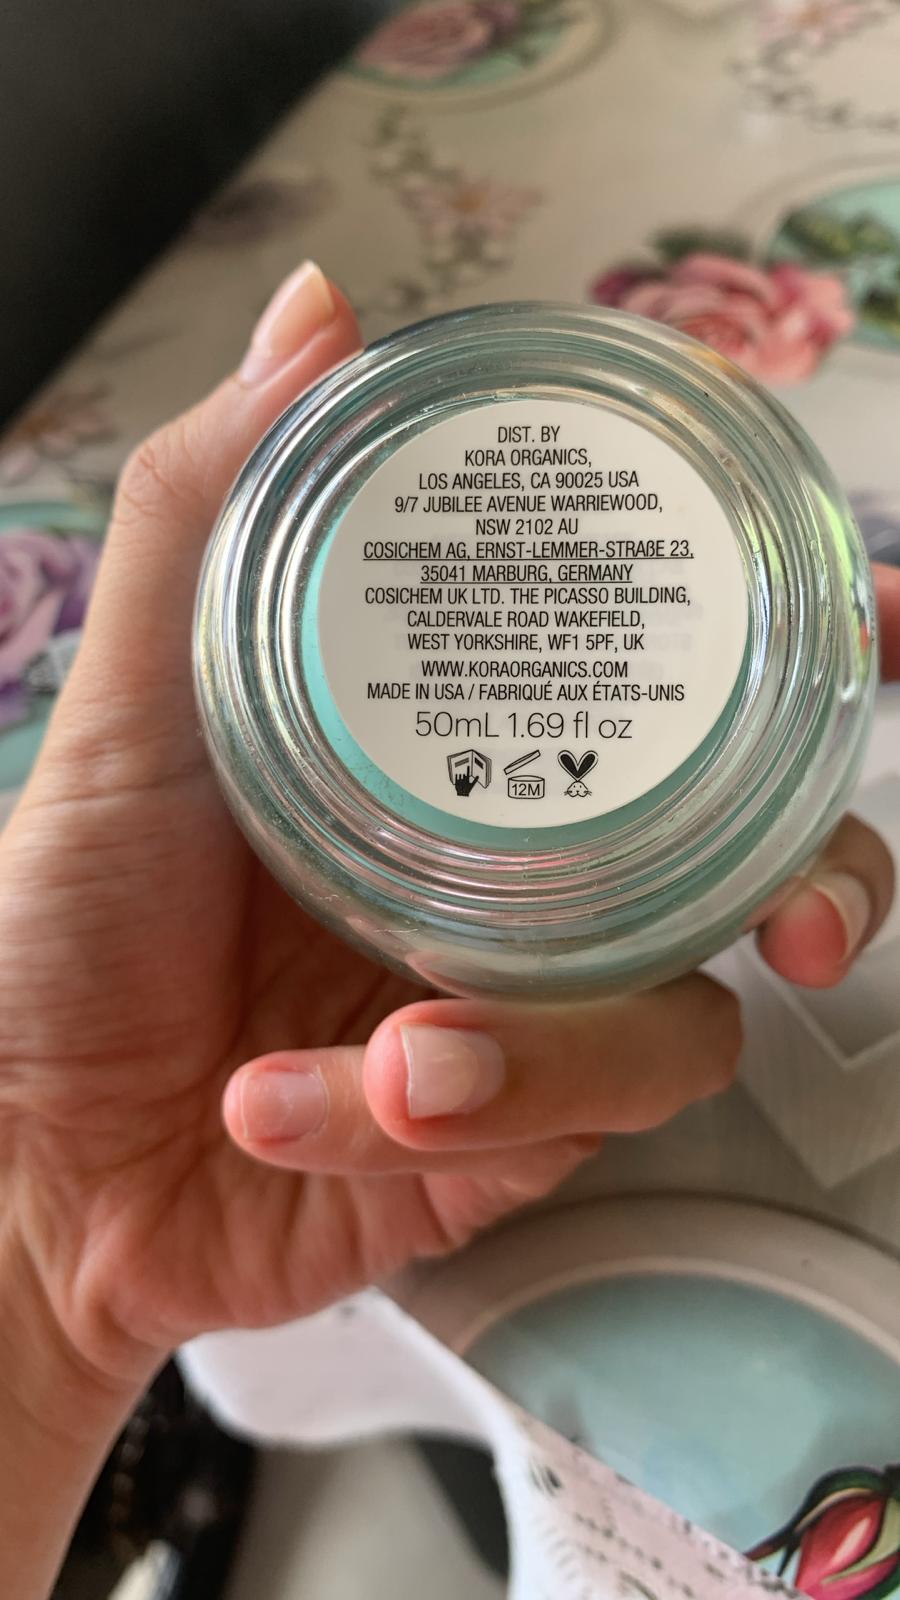 DIST. BY
KORA ORGANICS,
LOS ANGELES, CA 90025 USA
9/7 JUBILEE AVENUE WARRIEWOOD,
NSW 2102 AU
COSICHEM AG, ERNST-LEMMER-STRAßE 23,
35041 MARBURG, GERMANY
COSICHEM UK LTD. THE PICASSO BUILDING,
CALDERVALE ROAD WAKEFIELD,
WEST YORKSHIRE, WF1 5PF, UK
WWW.KORAORGANICS.COM
MADE IN USA / FABRIQUÉ AUX ÉTATS-UNIS
50mL 1.69 fl oz
12M